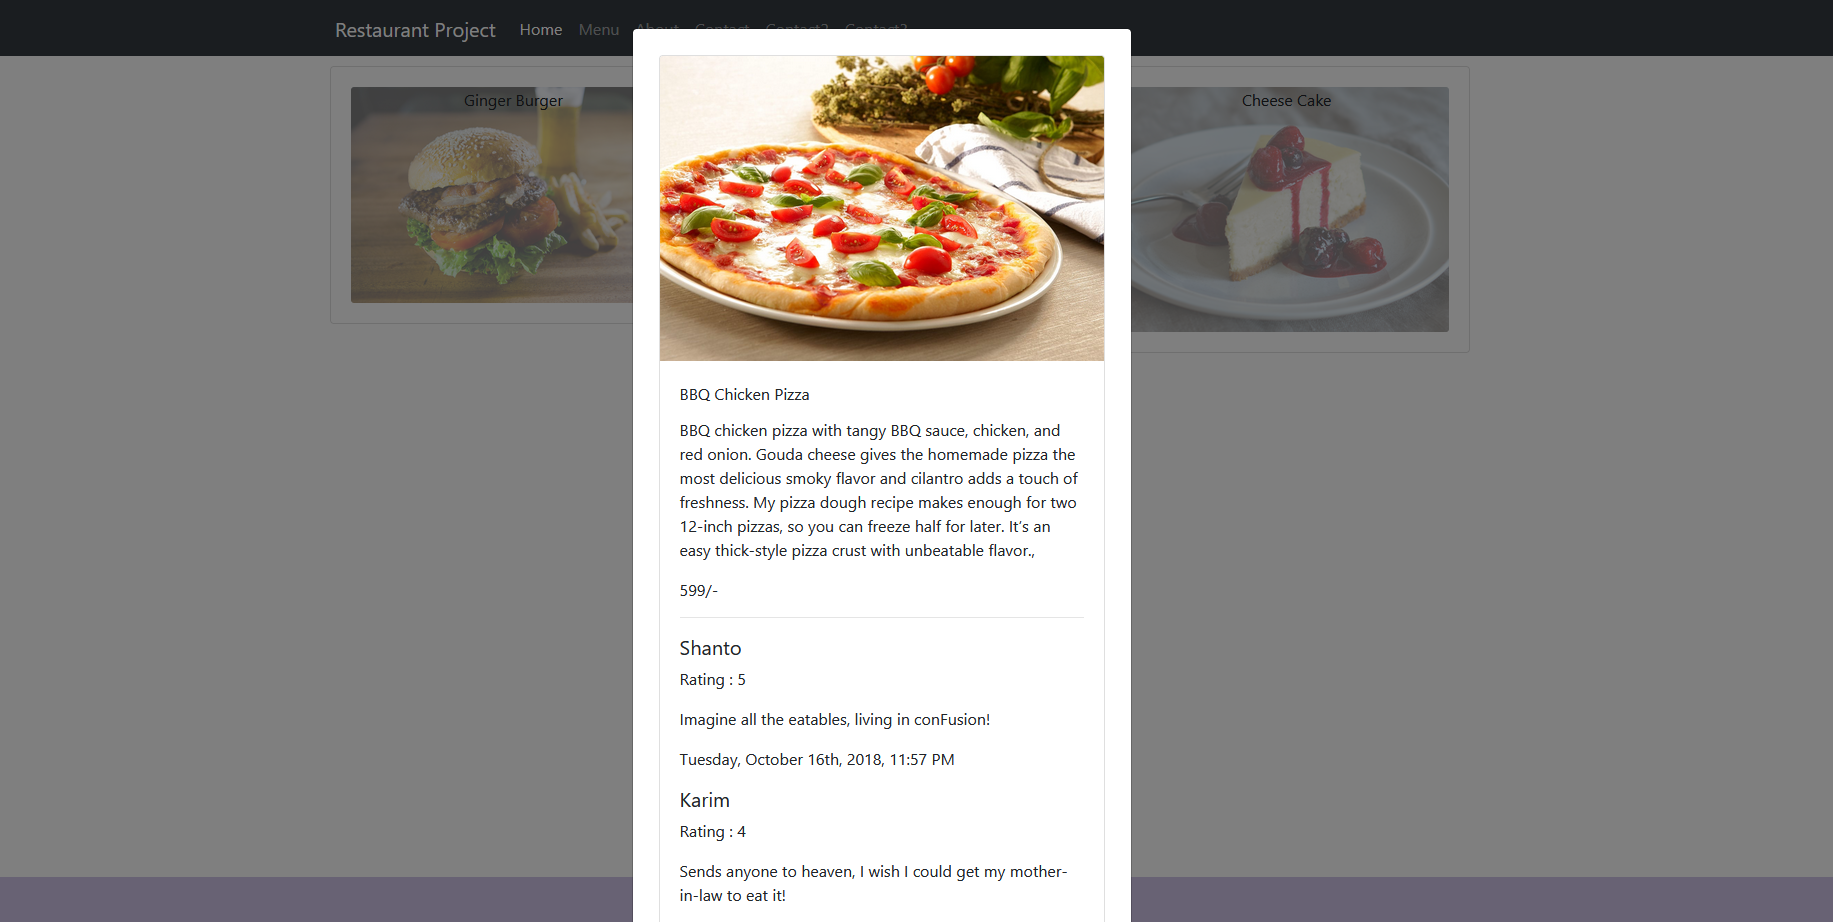 Restaurant Project Home Menu About Contact Contact2 Contact3
Ginger Burger
Cheese Cake
BBQ Chicken Pizza
BBQ chicken pizza with tangy BBQ sauce, chicken, and
red onion. Gouda cheese gives the homemade pizza the
most delicious smoky flavor and cilantro adds a touch of
freshness. My pizza dough recipe makes enough for two
12-inch pizzas, so you can freeze half for later. It’s an
easy thick-style pizza crust with unbeatable flavor.,
599/-
Shanto
Rating : 5
Imagine all the eatables, living in conFusion!
Tuesday, October 16th, 2018, 11:57 PM
Karim
Rating : 4
Sends anyone to heaven, I wish I could get my mother-
in-law to eat it!